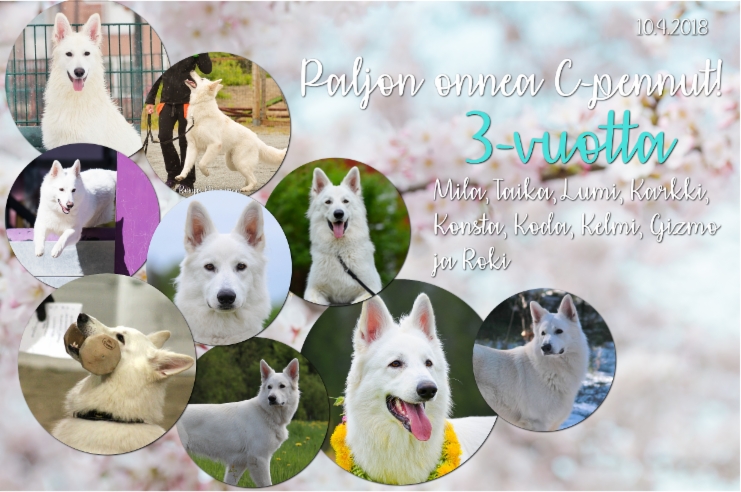 10.4.2018
Paljon onnea C-pennut!
3-vuotta
Mila, Taika, Lumi, Karkki,
Konsta, Koda, Kelmi, Gizmo
ja Roki